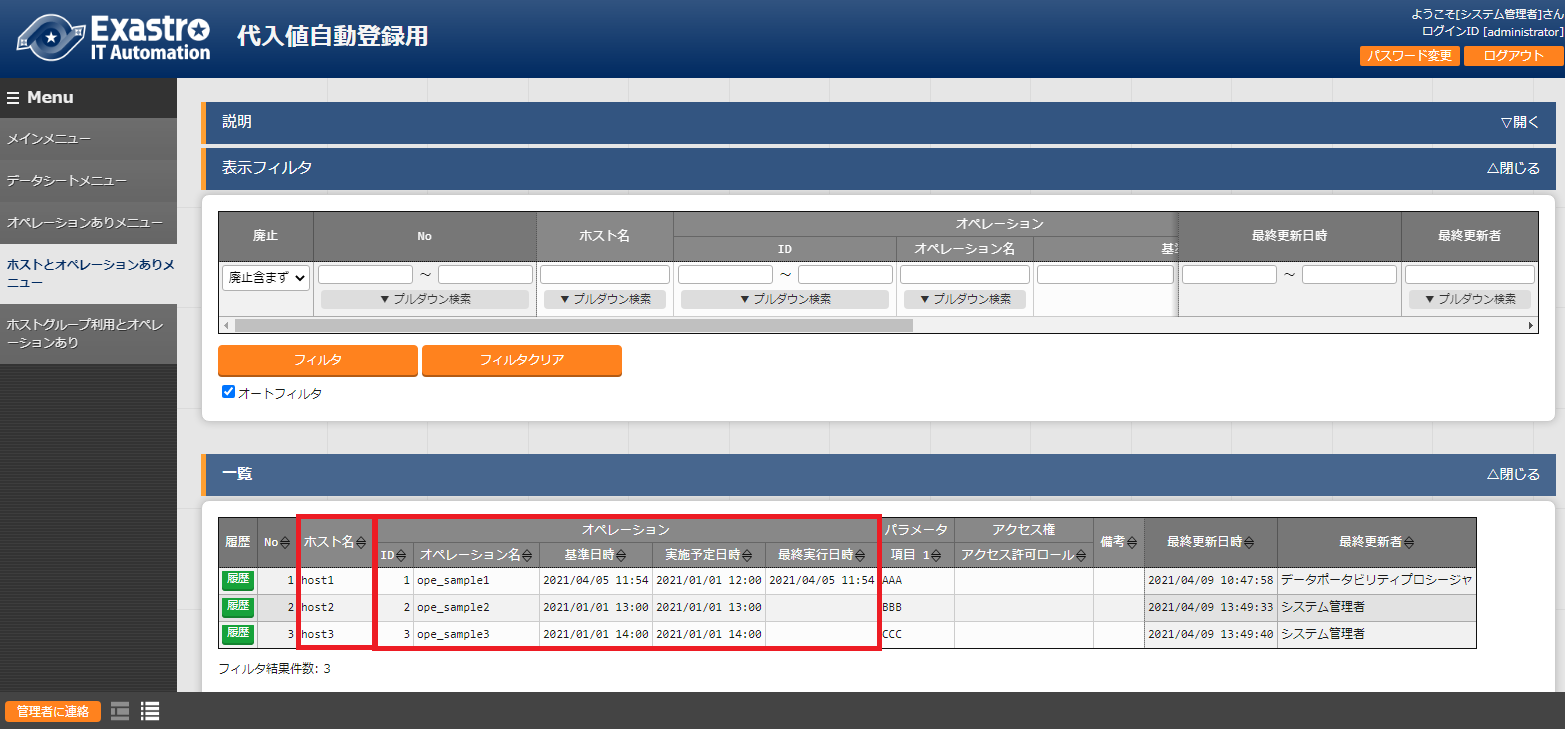 Exastro
IT Automation
代入値自動登録用
ようこそ[システム管理者]さん
ログインID [administrator]
パスワード変更 ログアウト
Menu
メインメニュー
データシートメニュー
オペレーションありメニュー
ホストとオペレーションありメ
ニュー
ホストグループ利用とオペレ
ーションあり
説明 ▽開く
表示フィルタ △閉じる
廃止 No ホスト名 オペレーション 最終更新日時 最終更新者
ID オペレーション名
廃止含まず ～ ～ ～
▼ プルダウン検索 ▼ プルダウン検索 ▼ プルダウン検索 ▼ プルダウン検索 ▼ プルダウン検索
フィルタ フィルタクリア
オートフィルタ
一覧 △閉じる
履歴 No ホスト名 オペレーション パラメータ アクセス権 備考 最終更新日時 最終更新者
ID オペレーション名 基準日時 実施予定日時 最終実行日時 項目 1 アクセス許可ロール
履歴 1 host1 1 ope_sample1 2021/04/05 11:54 2021/01/01 12:00 2021/04/05 11:54 AAA 2021/04/09 10:47:58 データポータビリティプロシージャ
履歴 2 host2 2 ope_sample2 2021/01/01 13:00 2021/01/01 13:00 BBB 2021/04/09 13:49:33 システム管理者
履歴 3 host3 3 ope_sample3 2021/01/01 14:00 2021/01/01 14:00 CCC 2021/04/09 13:49:40 システム管理者
フィルタ結果件数: 3
管理者に連絡